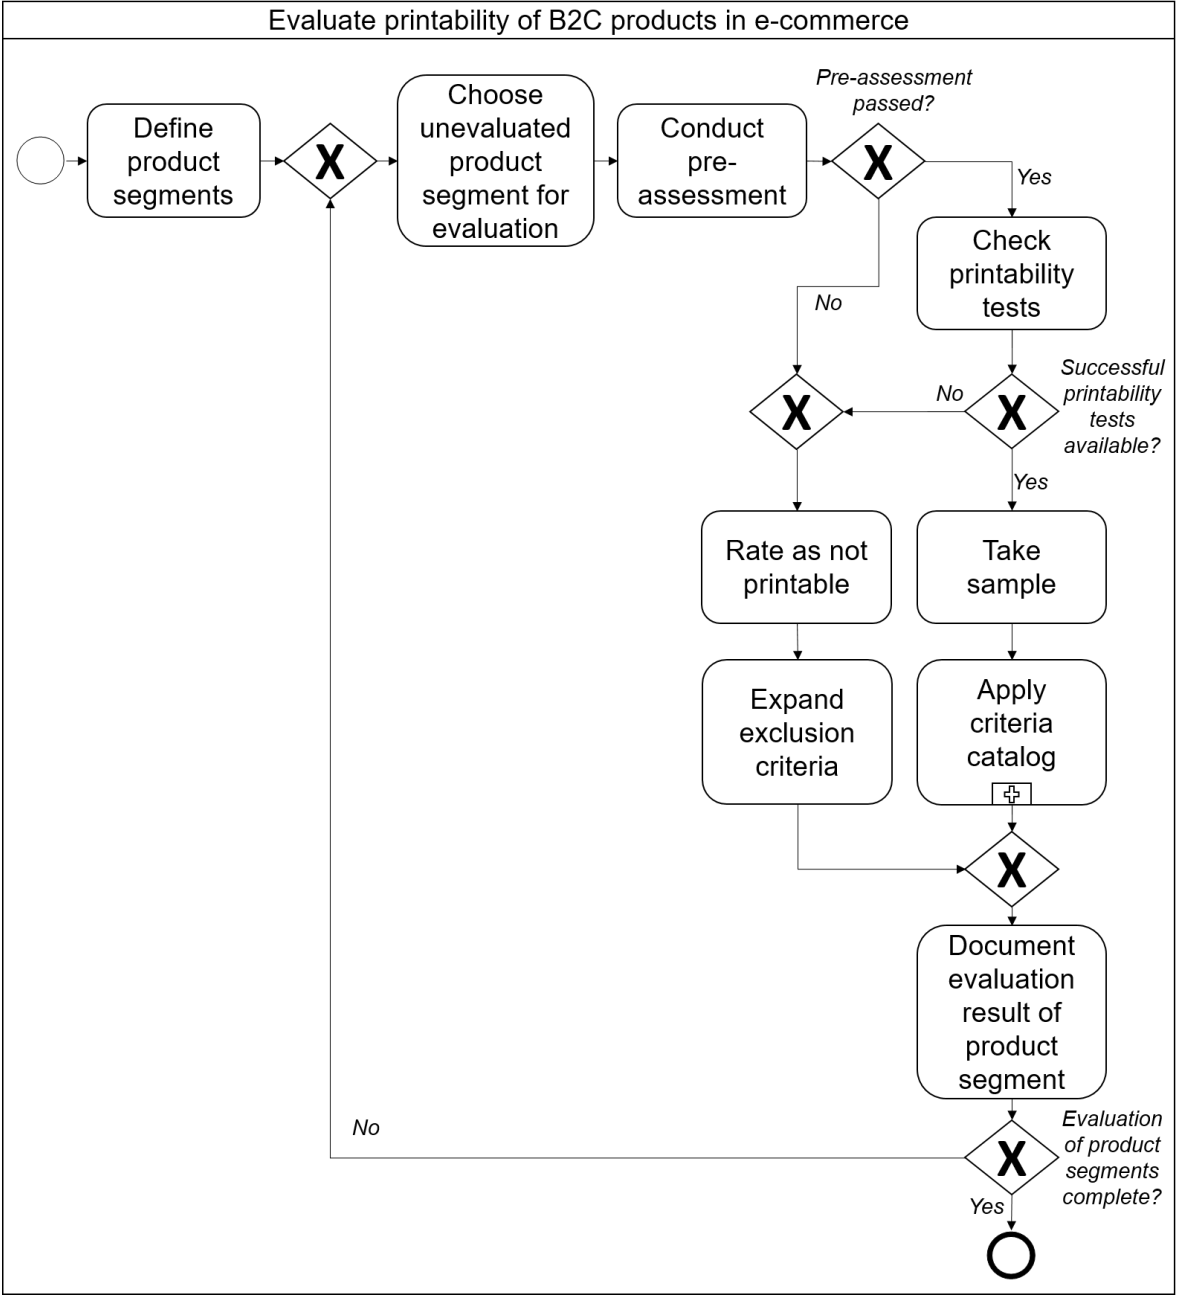 Evaluate printability of B2C products in e-commerce
Define
product
segments
X
Choose
unevaluated
product
segment for
evaluation
Conduct
pre-
assessment
Pre-assessment
passed?
X
Yes
No
Check
printability
tests
X
No
X
Successful
printability
tests
available?
Yes
Rate as not
printable
Take
sample
Expand
exclusion
criteria
Apply
criteria
catalog
X
Document
evaluation
result of
product
segment
No
X
Evaluation
of product
segments
complete?
Yes